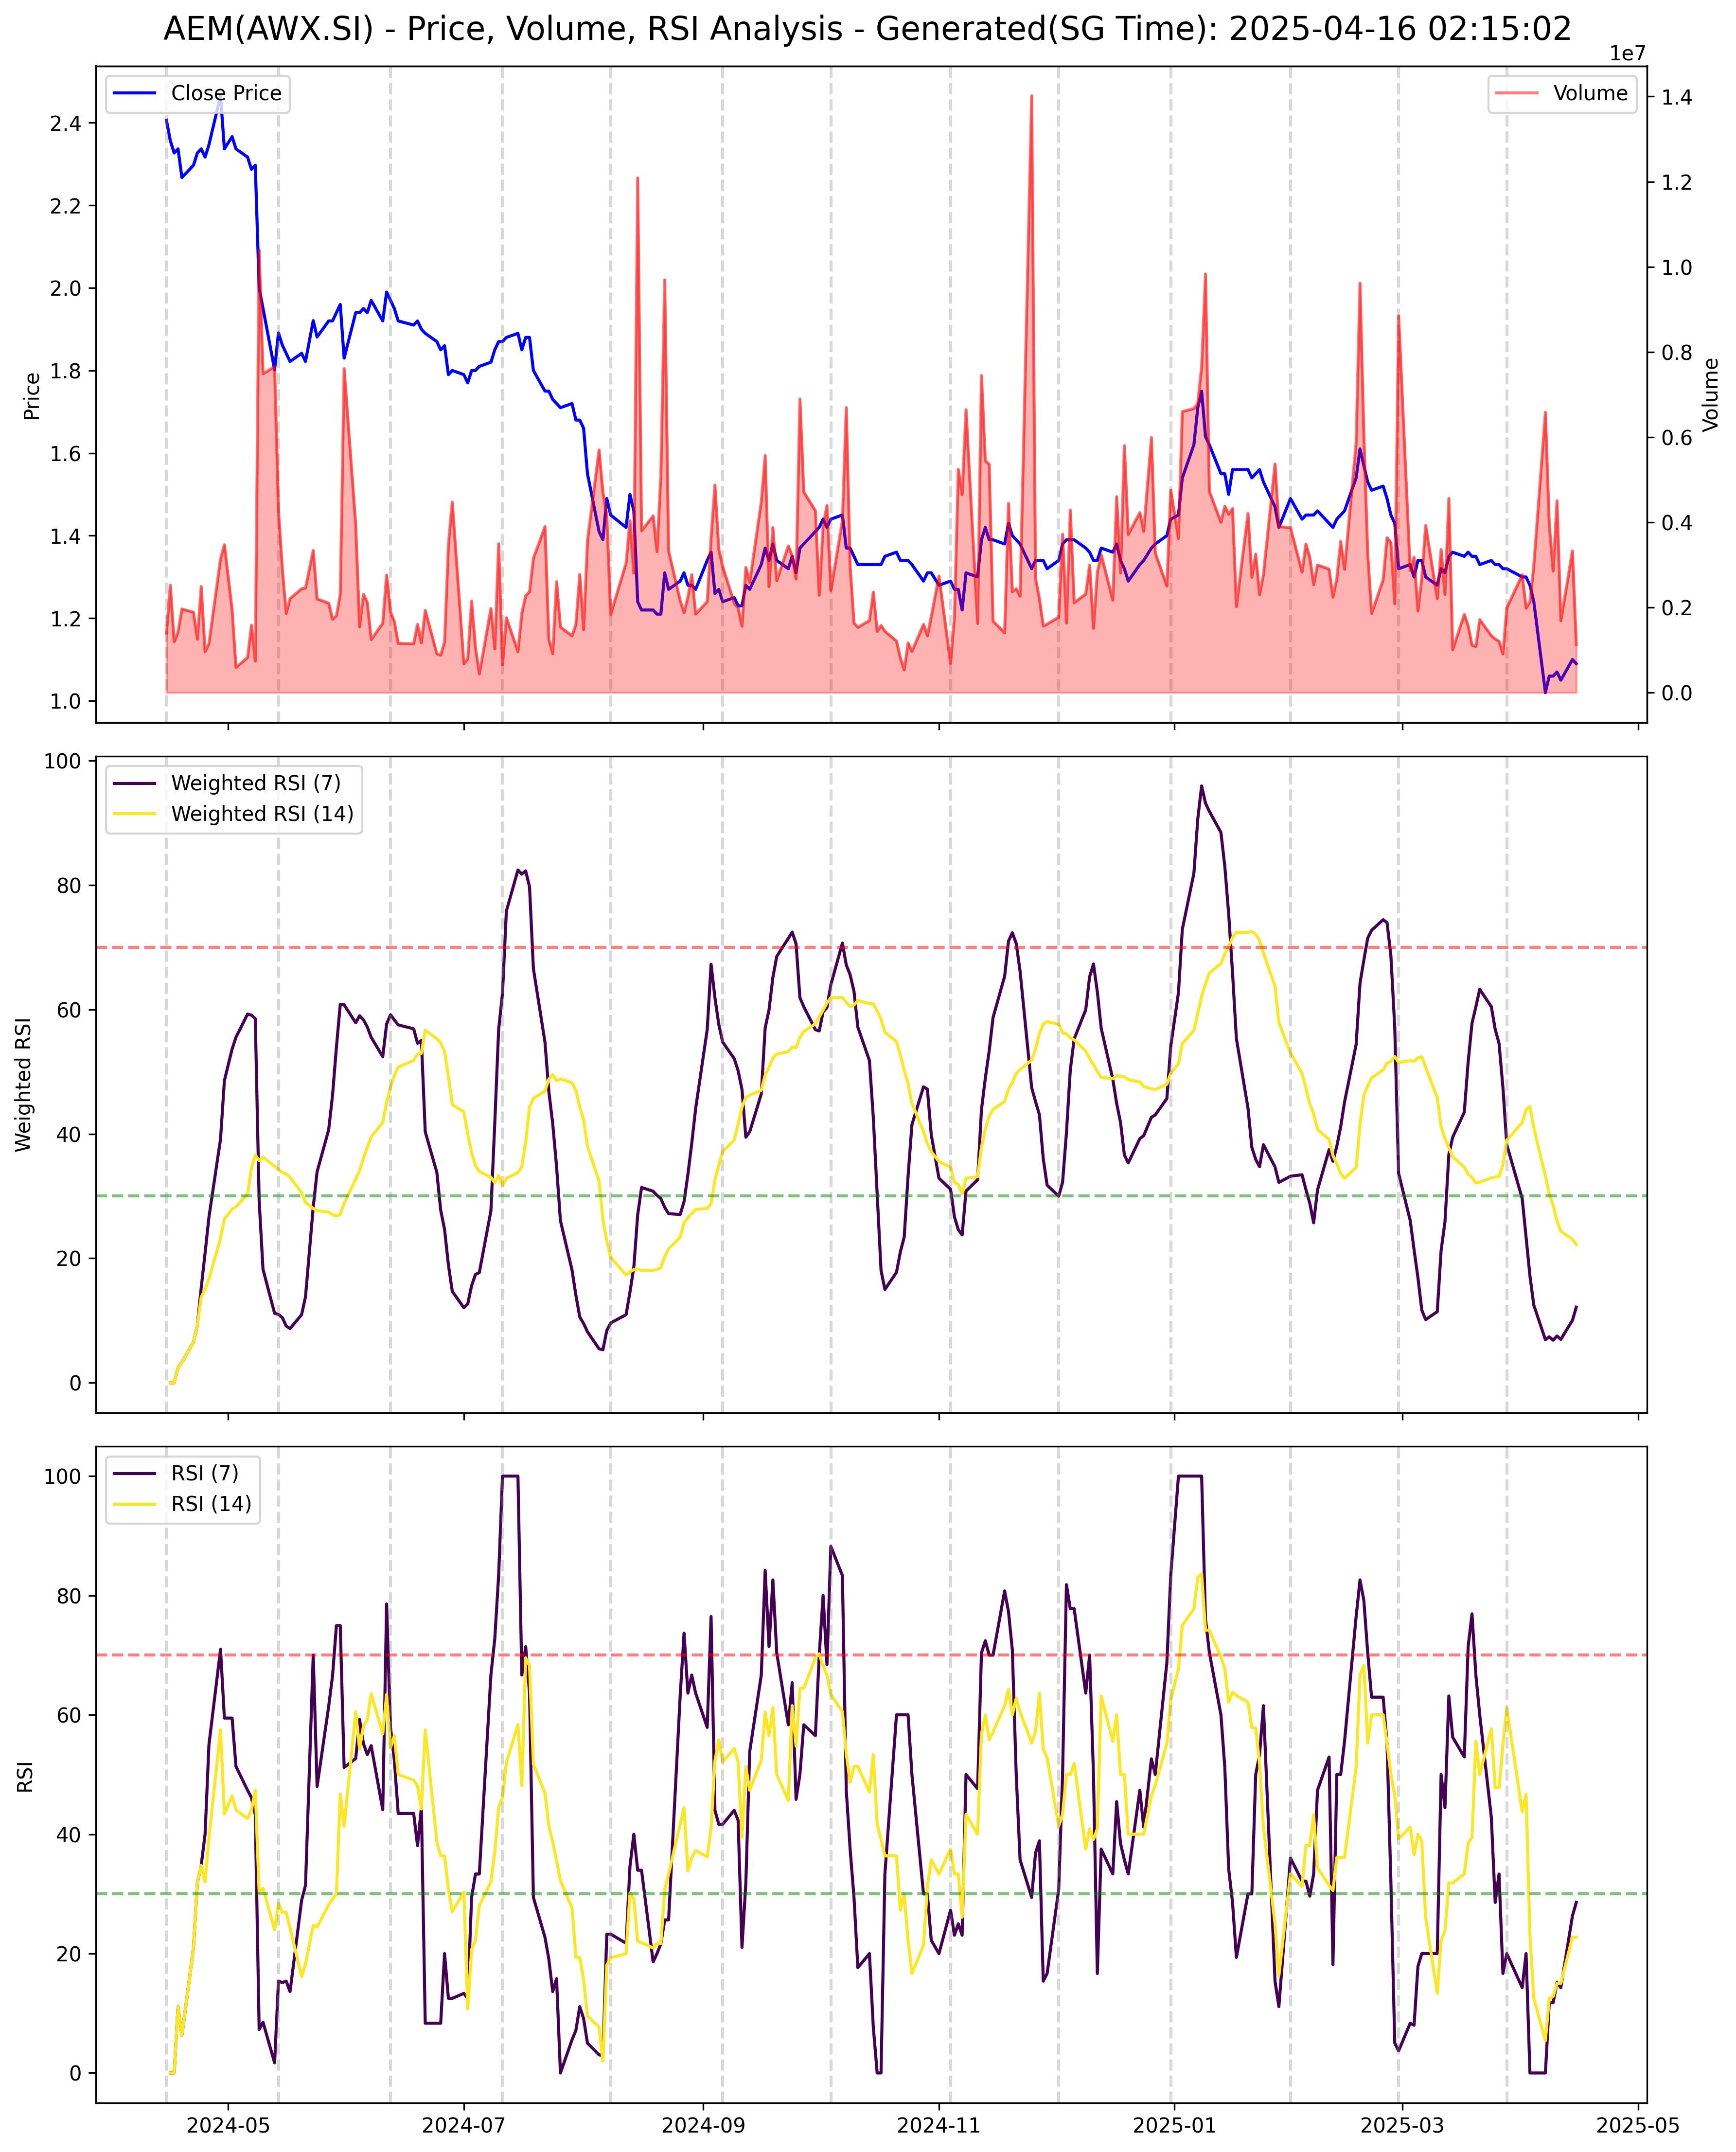 AEM(AWX.SI) - Price, Volume, RSI Analysis - Generated(SG Time): 2025-04-16 02:15:02
1e7
Close Price
Volume
2.4
2.2
2.0
1.8
1.6
1.4
1.2
1.0
Price
1.4
1.2
1.0
0.8
0.6
0.4
0.2
0.0
Volume
Weighted RSI (7)
Weighted RSI (14)
100
80
60
40
20
0
Weighted RSI
RSI (7)
RSI (14)
100
80
60
40
20
0
RSI
2024-05
2024-07
2024-09
2024-11
2025-01
2025-03
2025-05